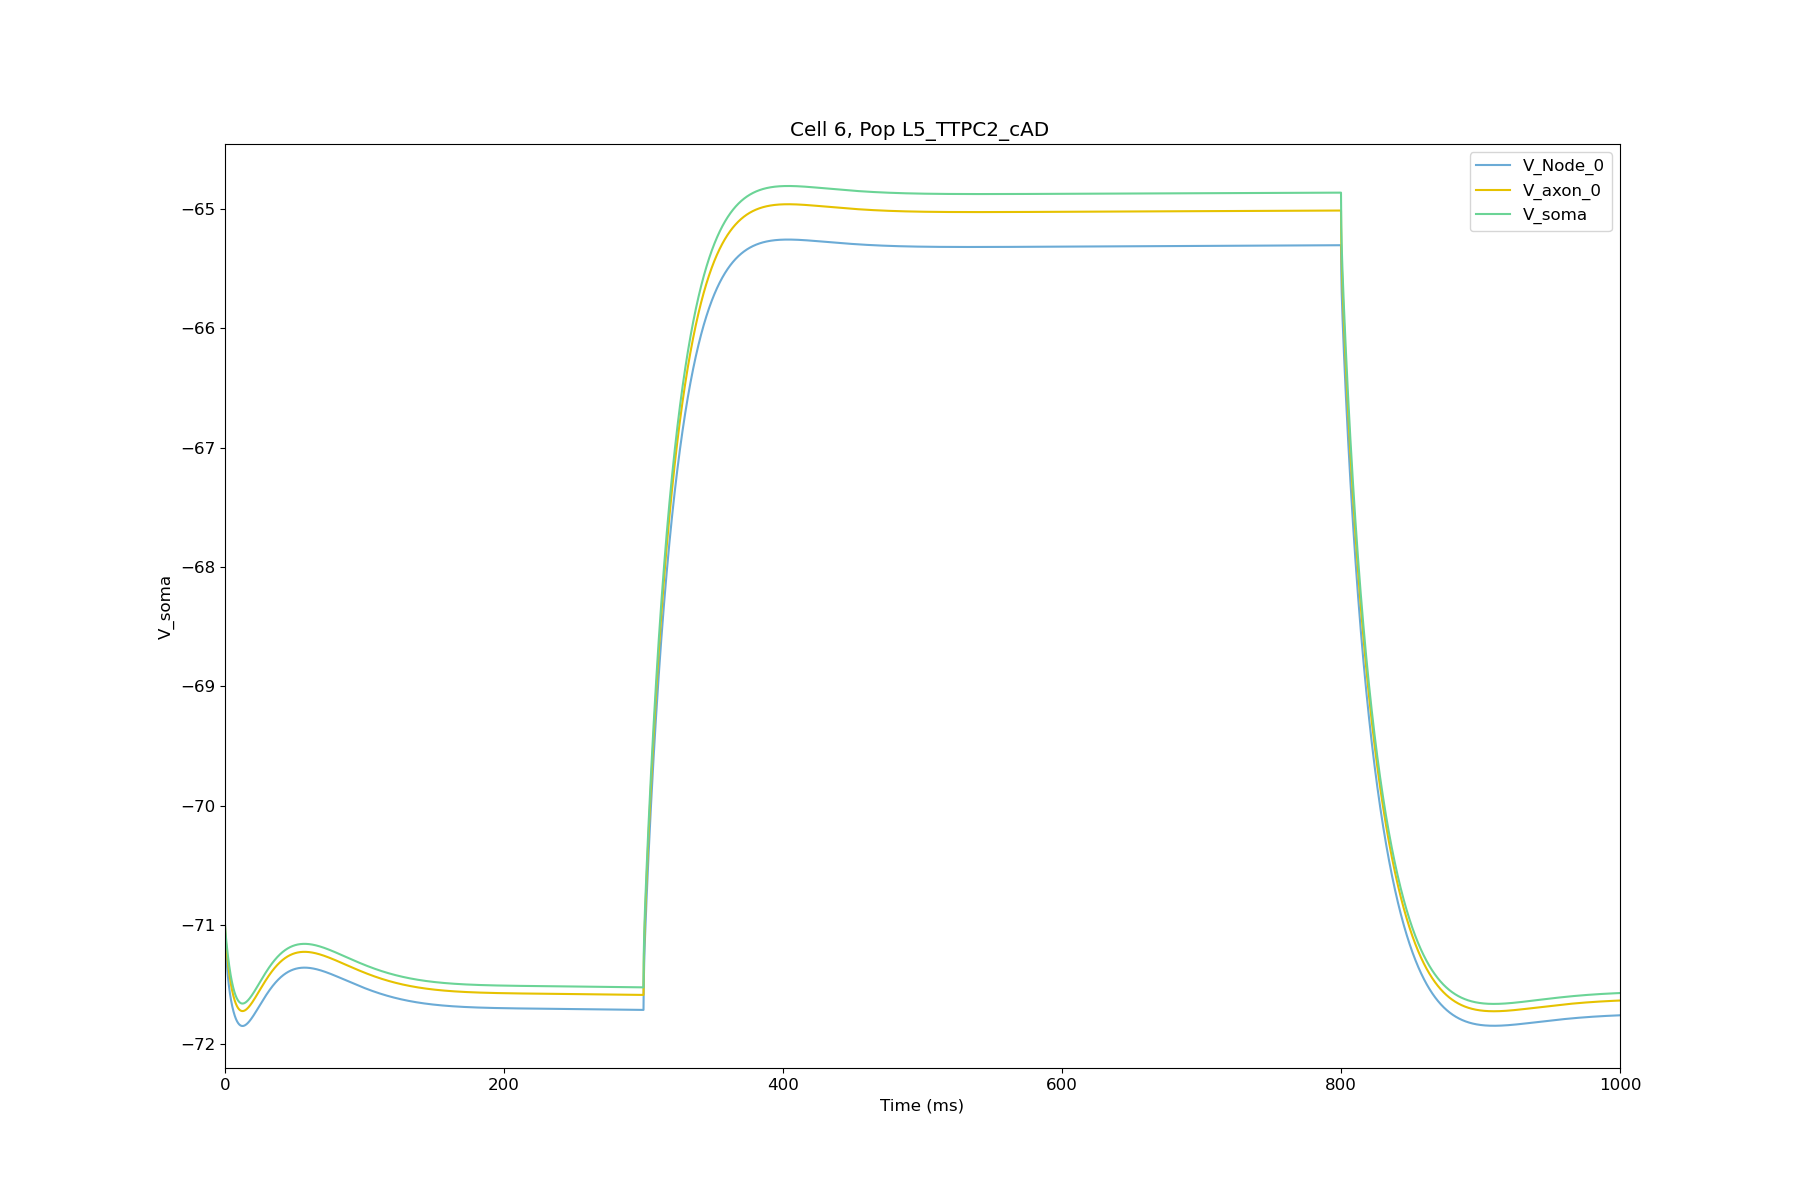 Cell 6, Pop L5_TTPC2_cAD
V_Node_0
V_axon_0
V_soma
−65
−66
−67
−68
−69
−70
−71
−72
V_soma
0 200 400 600 800 1000
Time (ms)